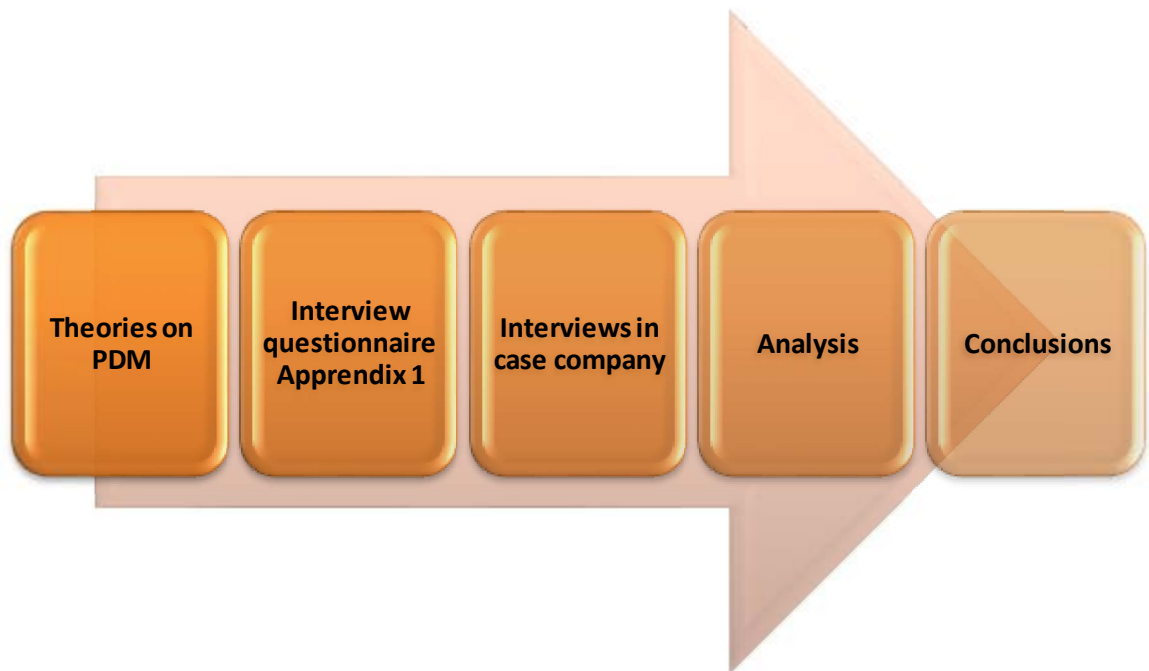 Theories on
PDM
Interview
questionnaire
Apprendix 1
Interviews in
case company
Analysis
Conclusions